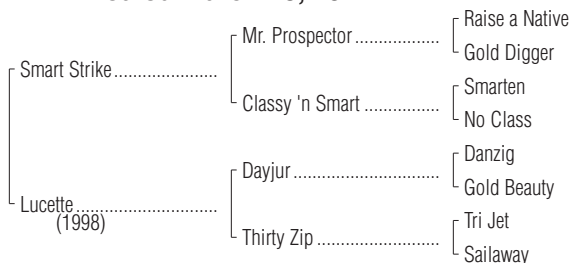 Raise a Native
Mr. Prospector
Gold Digger
Smart Strike
Smarten
Classy 'n Smart
No Class
Danzig
Dayjur
Gold Beauty
Lucette
(1998)
Tri Jet
Thirty Zip
Sailaway